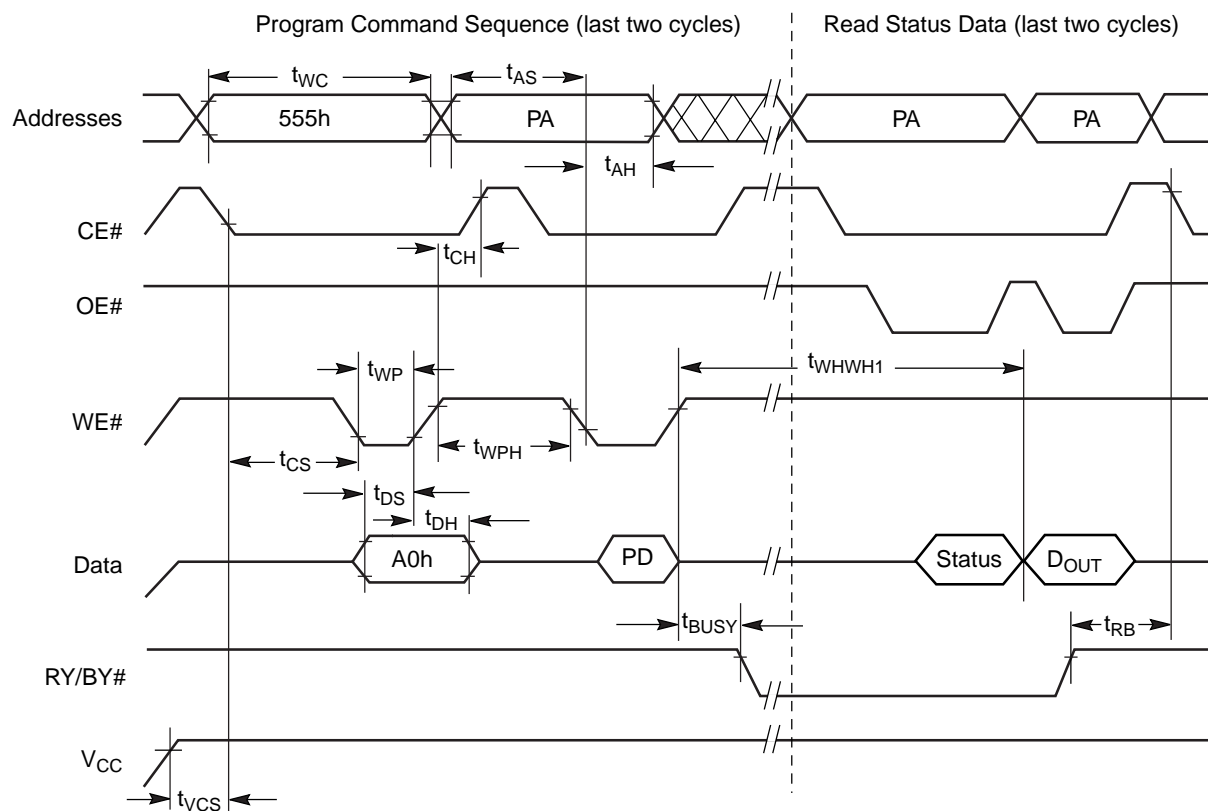 Program Command Sequence (last two cycles)
Read Status Data (last two cycles)
tWC
tAS
Addresses
555h
PA
PA
PA
tAH
CE#
tCH
OE#
tWP
tWHWH1
WE#
tWPH
tCS
tDS
tDH
Data
A0h
PD
Status
DOUT
tBUSY
tRB
RY/BY#
VCC
tVCS